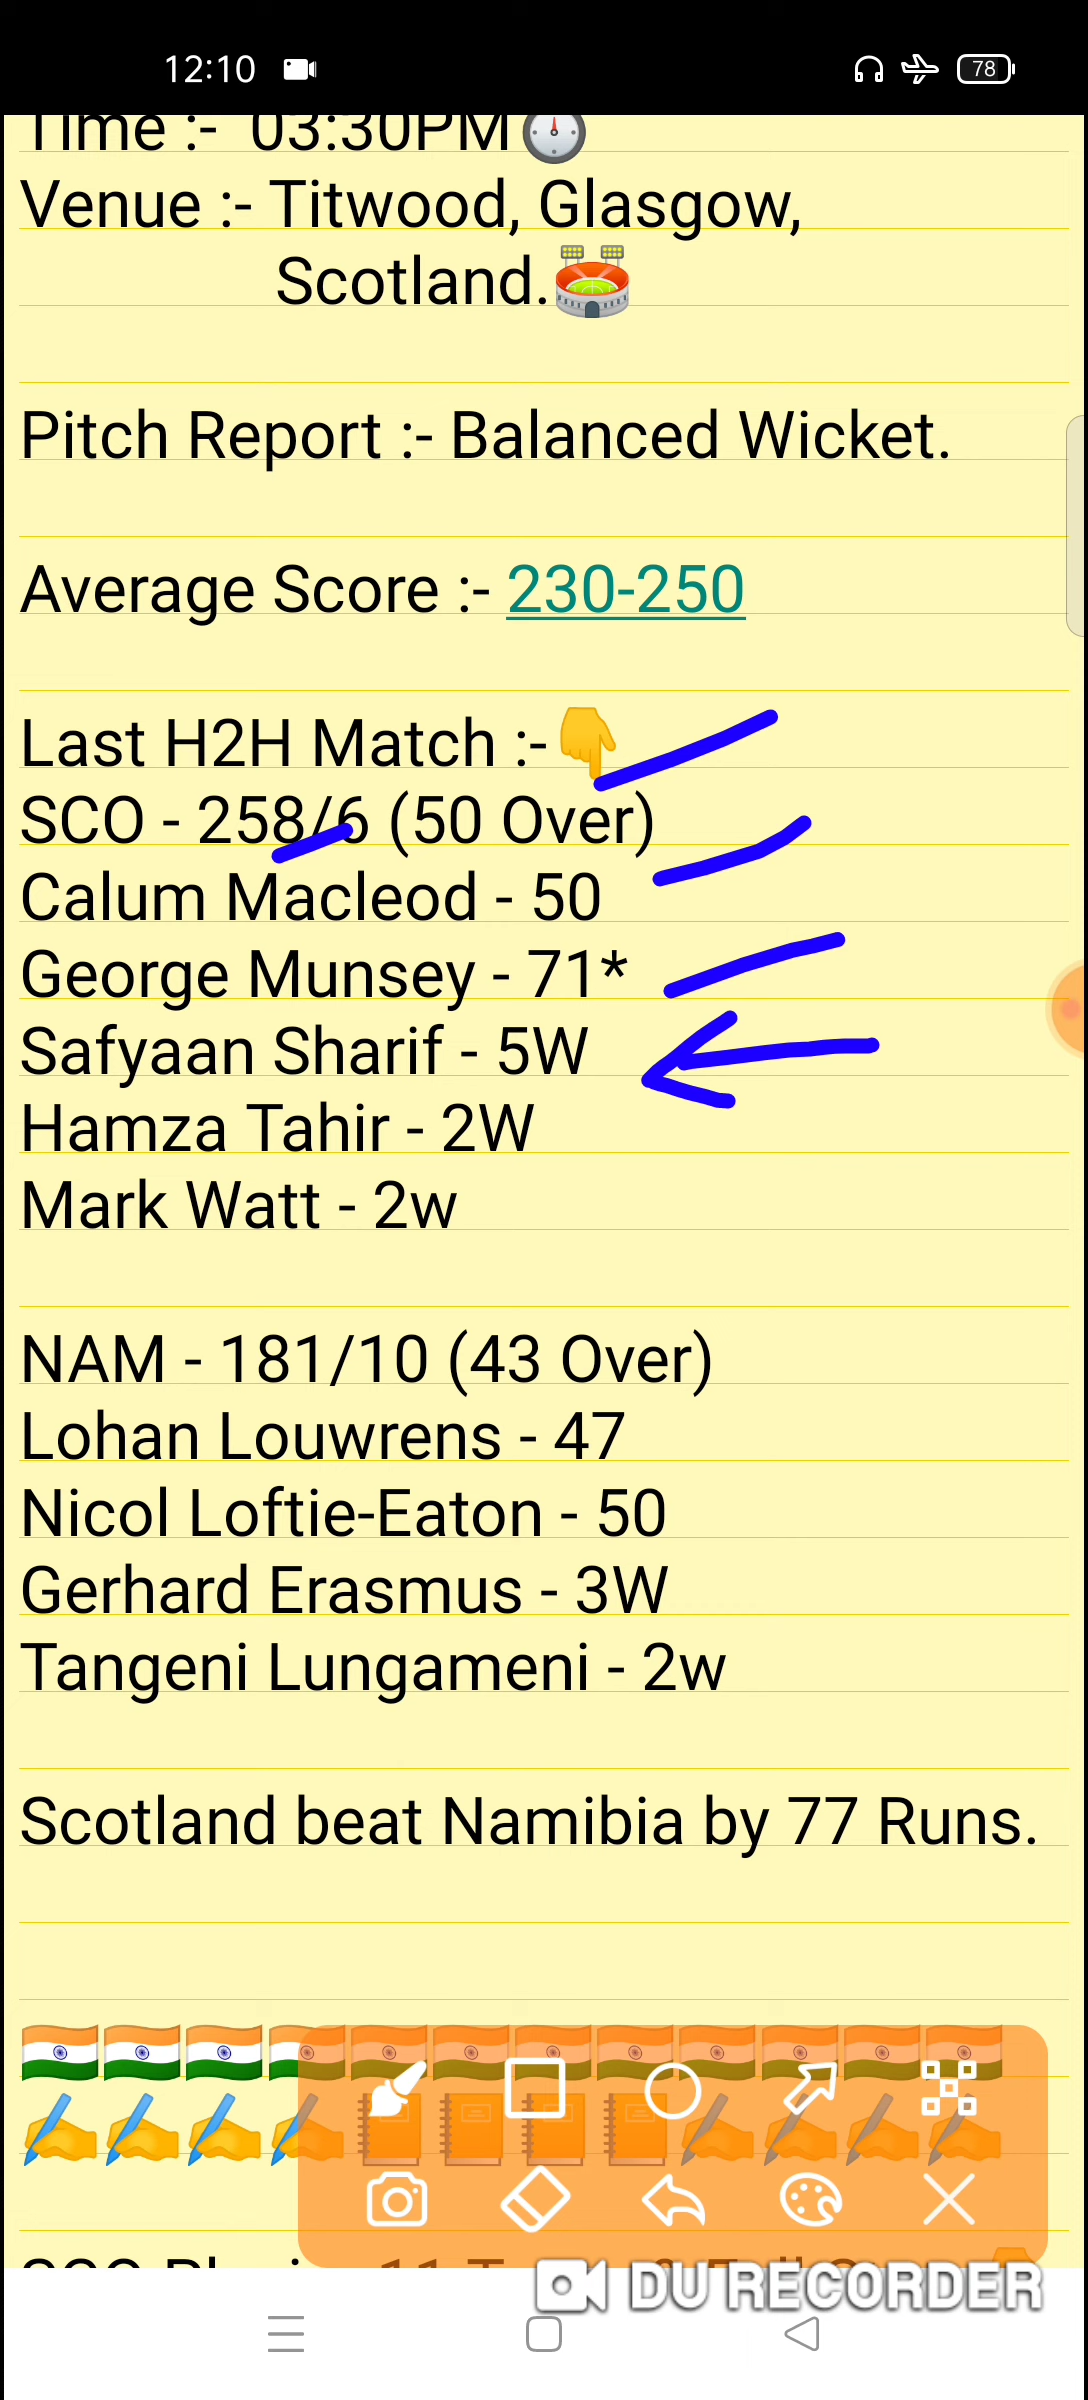 12:10
78
Time :- 03:30PM
Venue :- Titwood, Glasgow,
Scotland.
Pitch Report :- Balanced Wicket.
Average Score :- 230-250
Last H2H Match :-
SCO - 258/6 (50 Over)
Calum Macleod - 50
George Munsey - 71*
Safyaan Sharif - 5W
Hamza Tahir - 2W
Mark Watt - 2w
NAM - 181/10 (43 Over)
Lohan Louwrens - 47
Nicol Loftie-Eaton - 50
Gerhard Erasmus - 3W
Tangeni Lungameni - 2w
Scotland beat Namibia by 77 Runs.
DU RECORDER